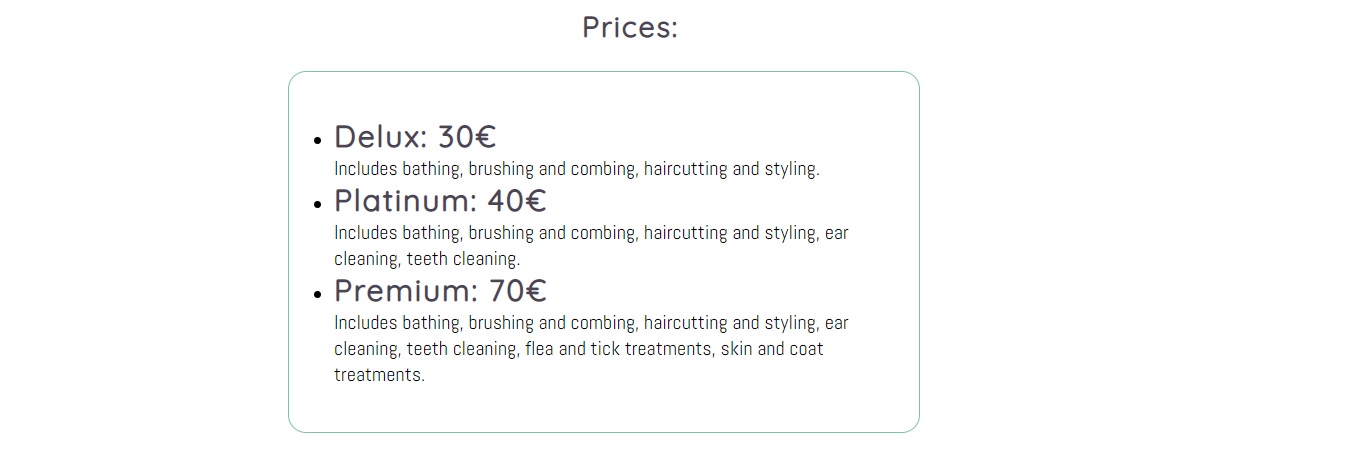 Prices:
Delux: 30€
Includes bathing, brushing and combing, haircutting and styling.
Platinum: 40€
Includes bathing, brushing and combing, haircutting and styling, ear
cleaning, teeth cleaning.
Premium: 70€
Includes bathing, brushing and combing, haircutting and styling, ear
cleaning, teeth cleaning, flea and tick treatments, skin and coat
treatments.